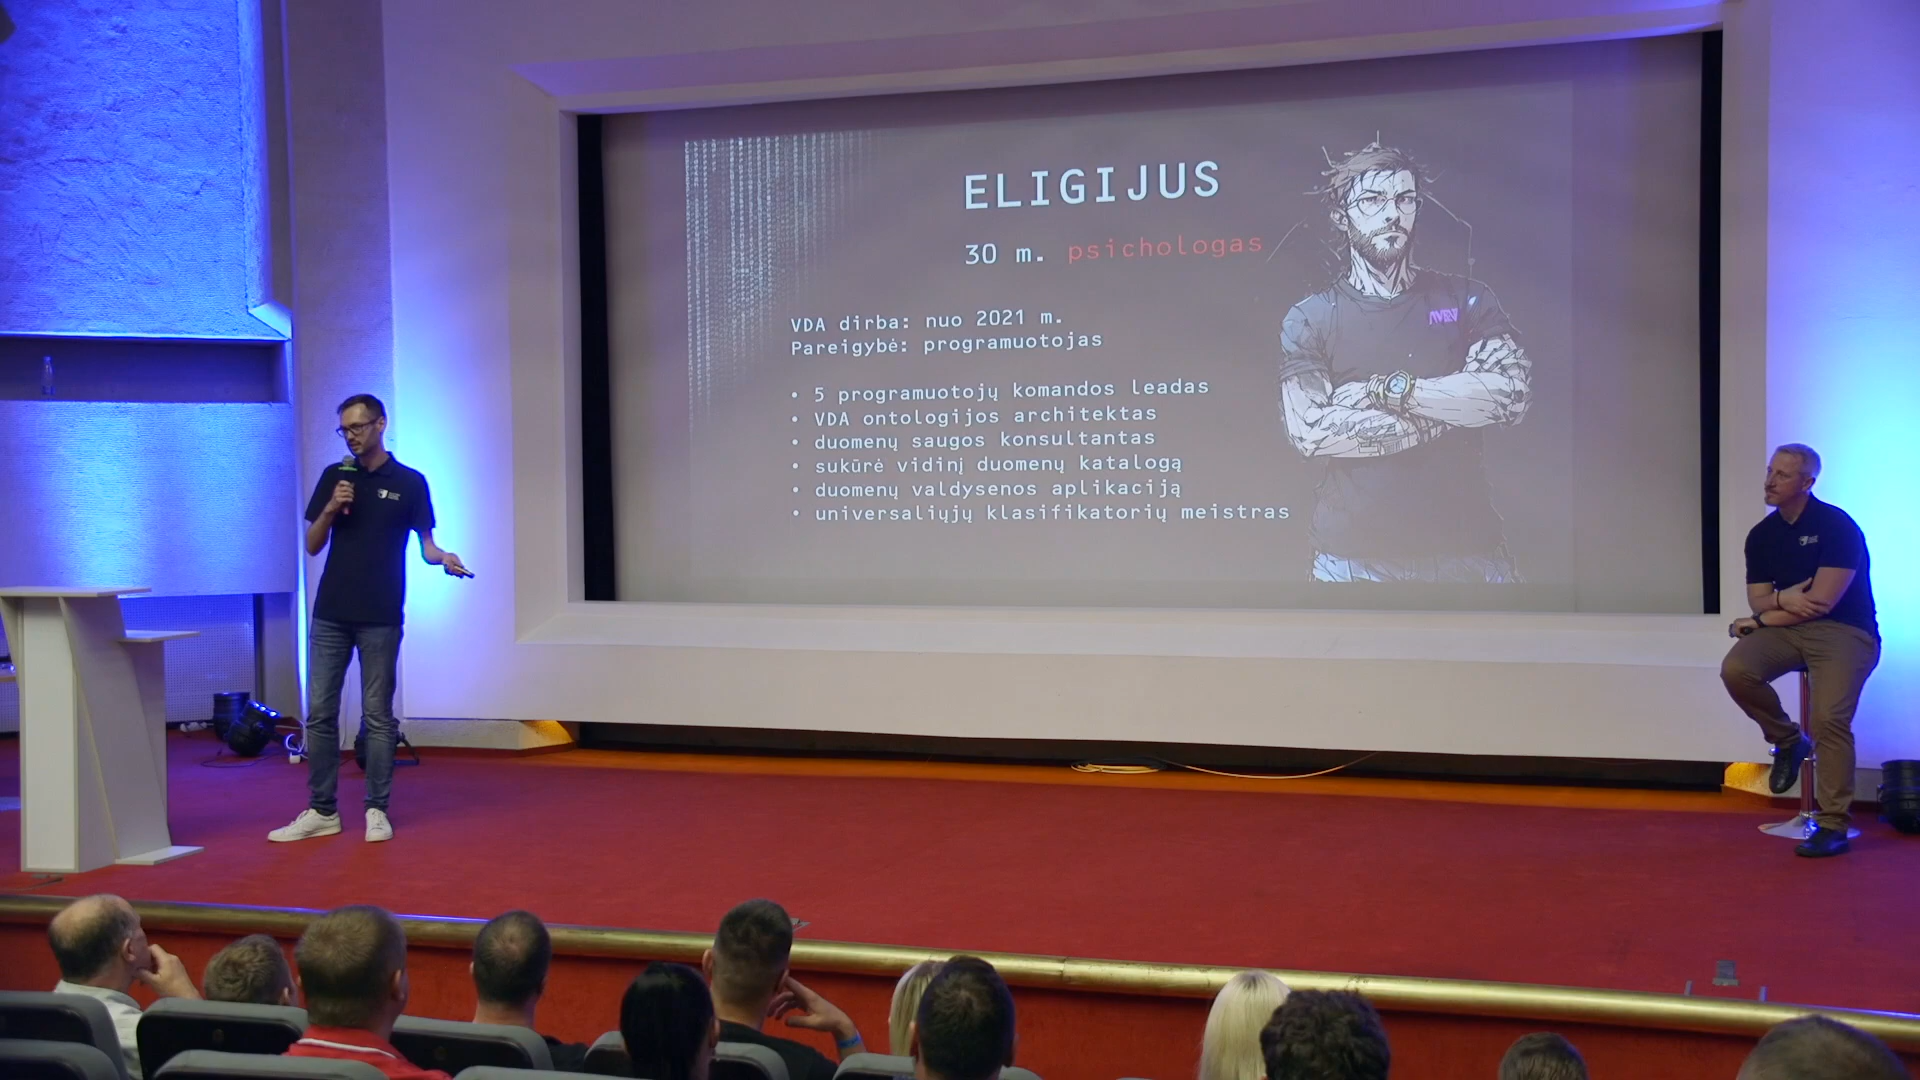 ELIGIJUS
30 m. psichologas
VDA dirba: nuo 2021 m.
Pareigybė: programuotojas
• 5 programuotojų komandos leadas
• VDA ontologijos architektas
• duomenų saugos konsultantas
• sukūrė vidinį duomenų katalogą
• duomenų valdysenos aplikaciją
• universaliųjų klasifikatorių meistras